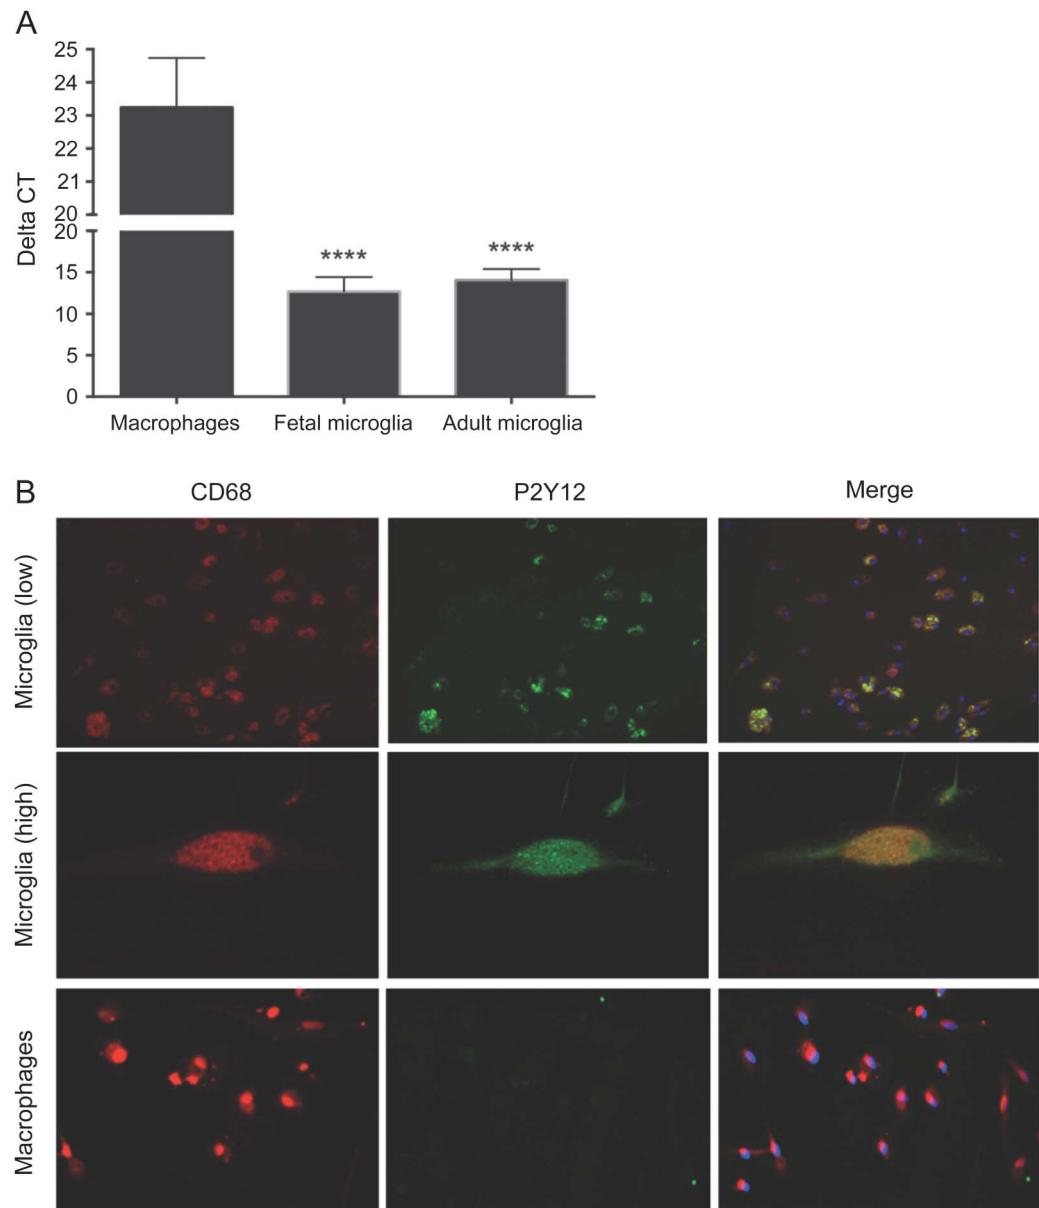 A
Delta CT
25
24
23
22
21
20
20
15
10
5
0
****
****
Macrophages
Fetal microglia
Adult microglia
B
CD68
P2Y12
Merge
Microglia (low)
Microglia (high)
Macrophages